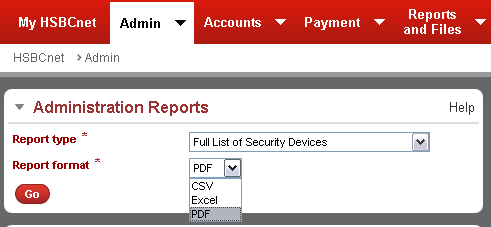 My HSBCnet Admin Accounts Payment Reports and Files
HSBCnet > Admin
Administration Reports Help
Report type * Full List of Security Devices
Report format * PDF
CSV
Go Excel
PDF